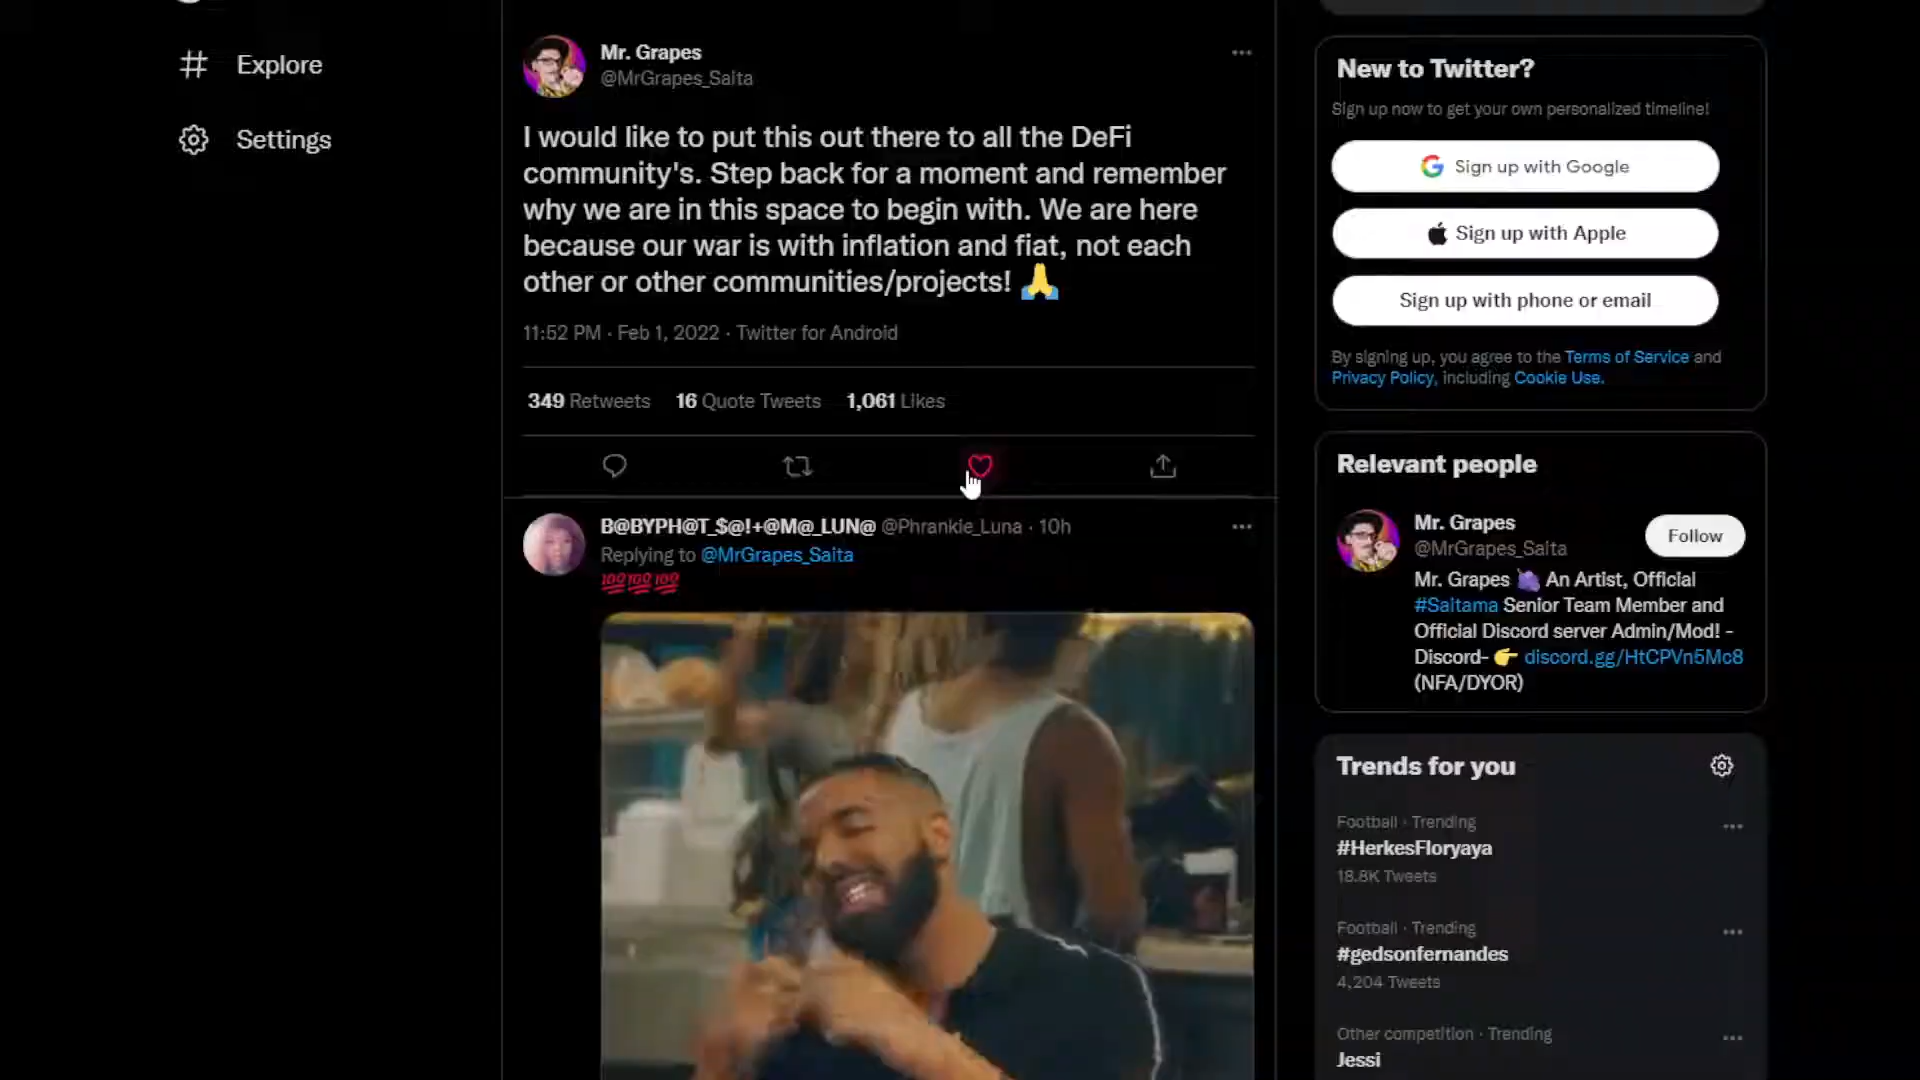 Explore
Settings
Mr. Grapes
@MrGrapes_Saita
I would like to put this out there to all the DeFi
community's. Step back for a moment and remember
why we are in this space to begin with. We are here
because our war is with inflation and fiat, not each
other or other communities/projects! 🙏
11:52 PM · Feb 1, 2022 · Twitter for Android
349 Retweets 16 Quote Tweets 1,061 Likes
B@BYPH@T_$@!+@M@_LUN@ @Phrankie_Luna · 10h
Replying to @MrGrapes_Saita
💯💯💯
New to Twitter?
Sign up now to get your own personalized timeline!
Sign up with Google
Sign up with Apple
Sign up with phone or email
By signing up, you agree to the Terms of Service and
Privacy Policy, including Cookie Use.
Relevant people
Mr. Grapes
@MrGrapes_Saita
Follow
Mr. Grapes 🍇 An Artist, Official
#Saitama Senior Team Member and
Official Discord server Admin/Mod! -
Discord- 👉 discord.gg/HtCPVn5Mc8
(NFA/DYOR)
Trends for you
Football · Trending
#HerkesFloryaya
18.8K Tweets
Football · Trending
#gedsonfernandes
4,204 Tweets
Other competition · Trending
Jessi